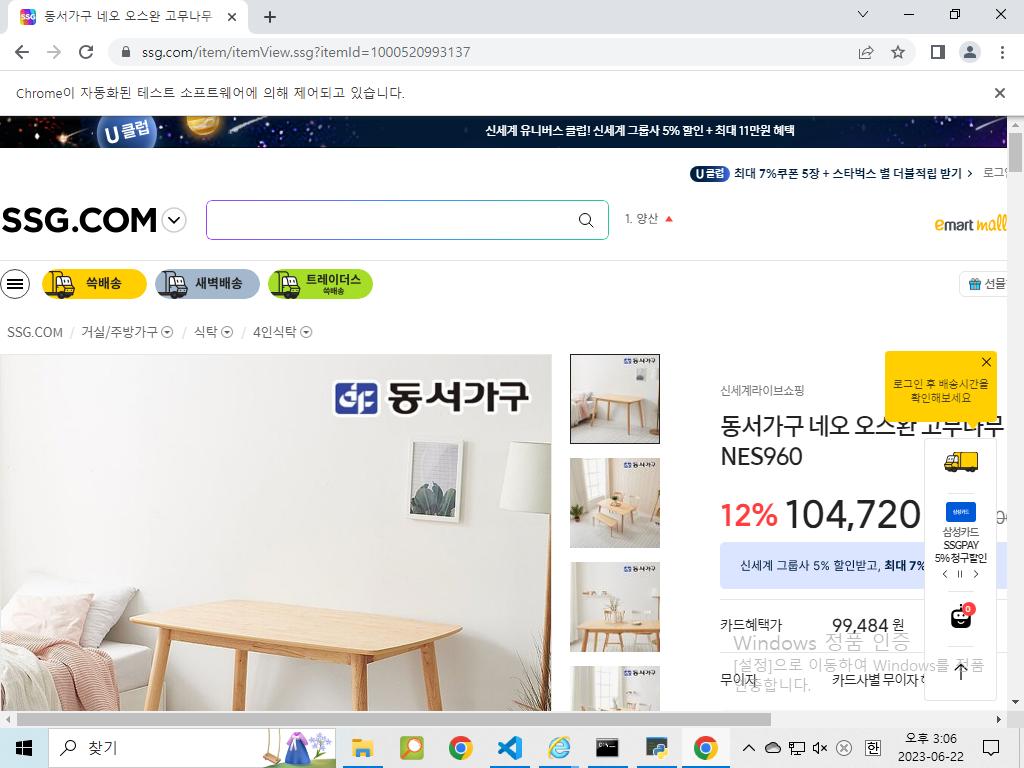 동서가구 네오 오스완 고무나무
ssg.com/item/itemView.ssg?itemId=1000520993137
Chrome이 자동화된 테스트 소프트웨어에 의해 제어되고 있습니다.
U 클럽
신세계 유니버스 클럽! 신세계 그룹사 5% 할인 + 최대 11만원 혜택
U 클럽 최대 7%쿠폰 5장 + 스타벅스 별 더블적립 받기 > 로그인
SSG.COM
1. 양산
emart mall
쓱배송
새벽배송
트레이더스
쓱배송
선물
SSG.COM / 거실/주방가구 / 식탁 / 4인식탁
동서가구
로그인 후 배송시간을
확인해보세요
신세계라이브쇼핑
동서가구 네오 오스완 고무나무
NES960
12% 104,720
삼성카드
삼성카드
SSGPAY
5% 청구할인
신세계 그룹사 5% 할인받고, 최대 7%
0
카드혜택가 99,484 원
Windows 정품 인증
[설정]으로 이동하여 Windows를 정품
인증합니다.
무이자 카드사별 무이자
찾기
한
오후 3:06
2023-06-22